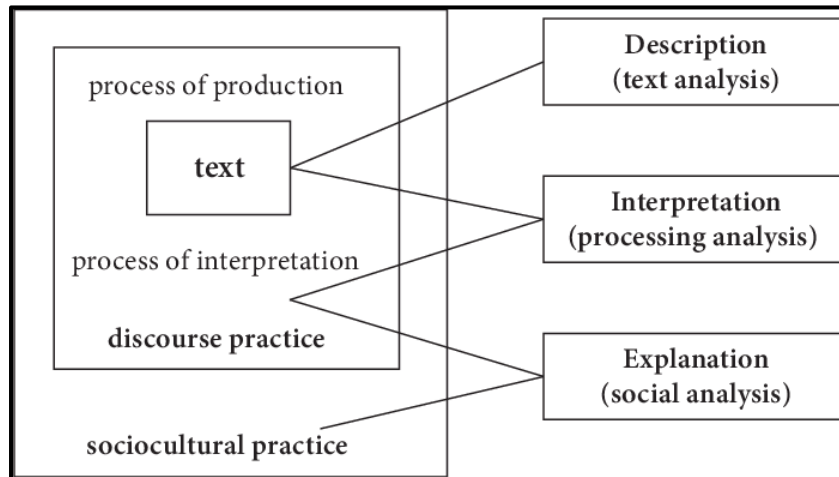 process of production
text
process of interpretation
discourse practice
sociocultural practice
Description
(text analysis)
Interpretation
(processing analysis)
Explanation
(social analysis)